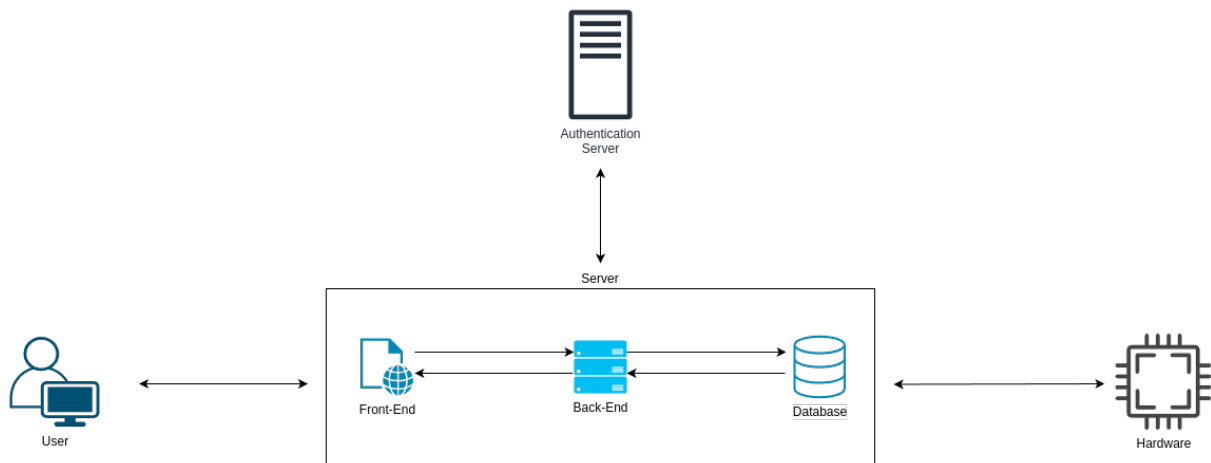 Authentication
Server
Server
Front-End
Back-End
Database
User
Hardware